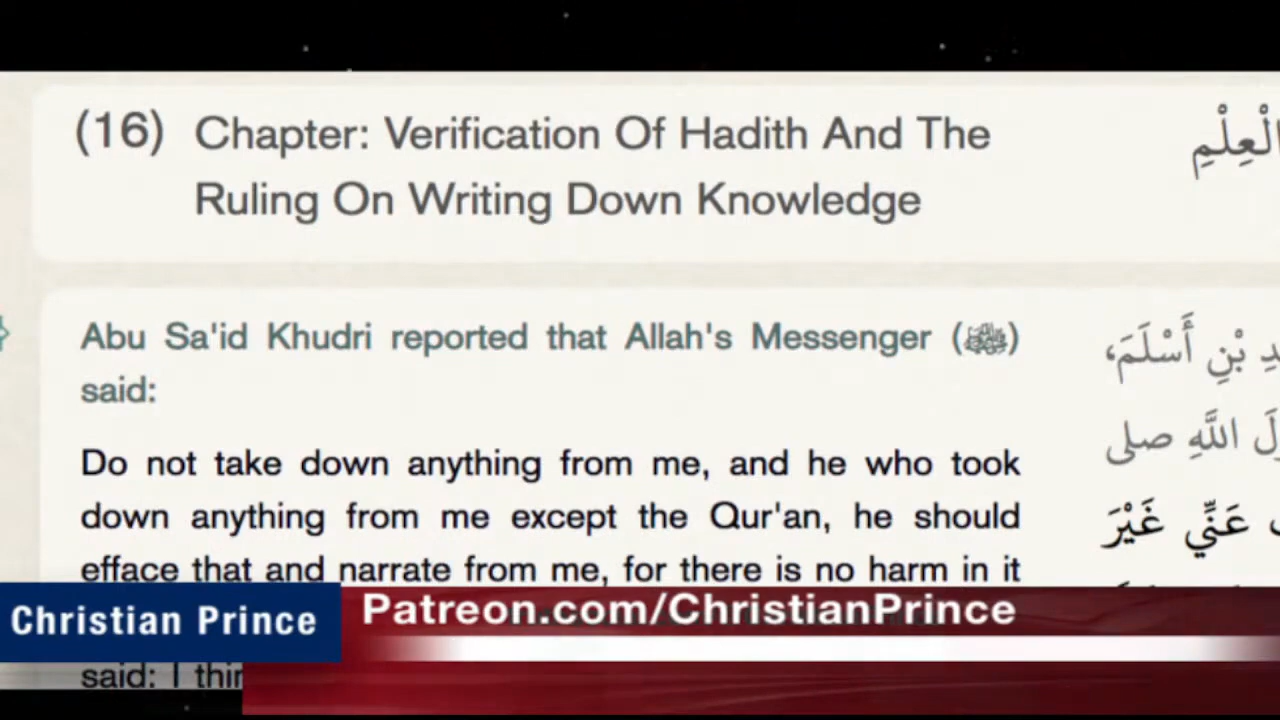 (16) Chapter: Verification Of Hadith And The
Ruling On Writing Down Knowledge
الْعِلْمِ
Abu Sa'id Khudri reported that Allah's Messenger (ﷺ)
said:
بْنِ أَسْلَمَ،
اللَّهِ صلى
عَنِّي غَيْرَ
Do not take down anything from me, and he who took
down anything from me except the Qur'an, he should
efface that and narrate from me, for there is no harm in it
said: I
Christian Prince
Patreon.com/ChristianPrince